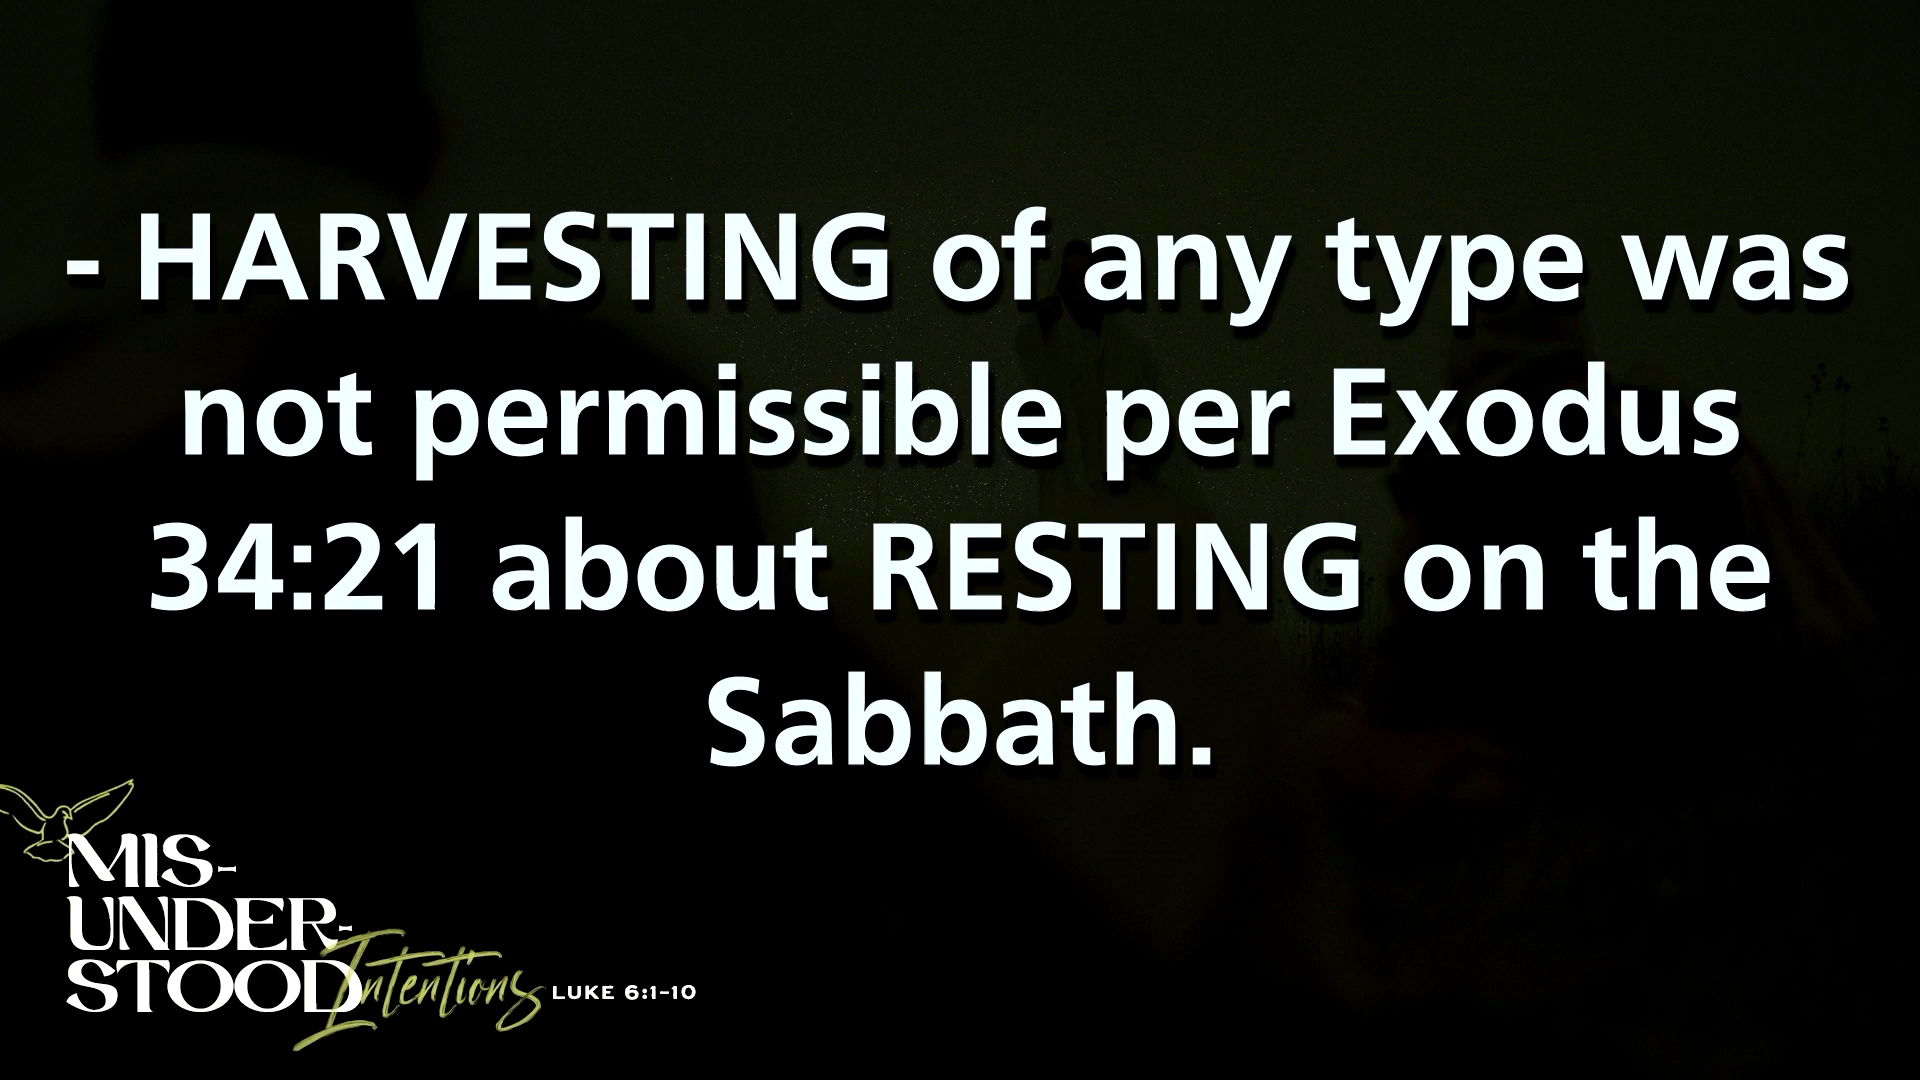 - HARVESTING of any type was
not permissible per Exodus
34:21 about RESTING on the
Sabbath.
MIS-
UNDER-
STOOD
Intentions
LUKE 6:1-10